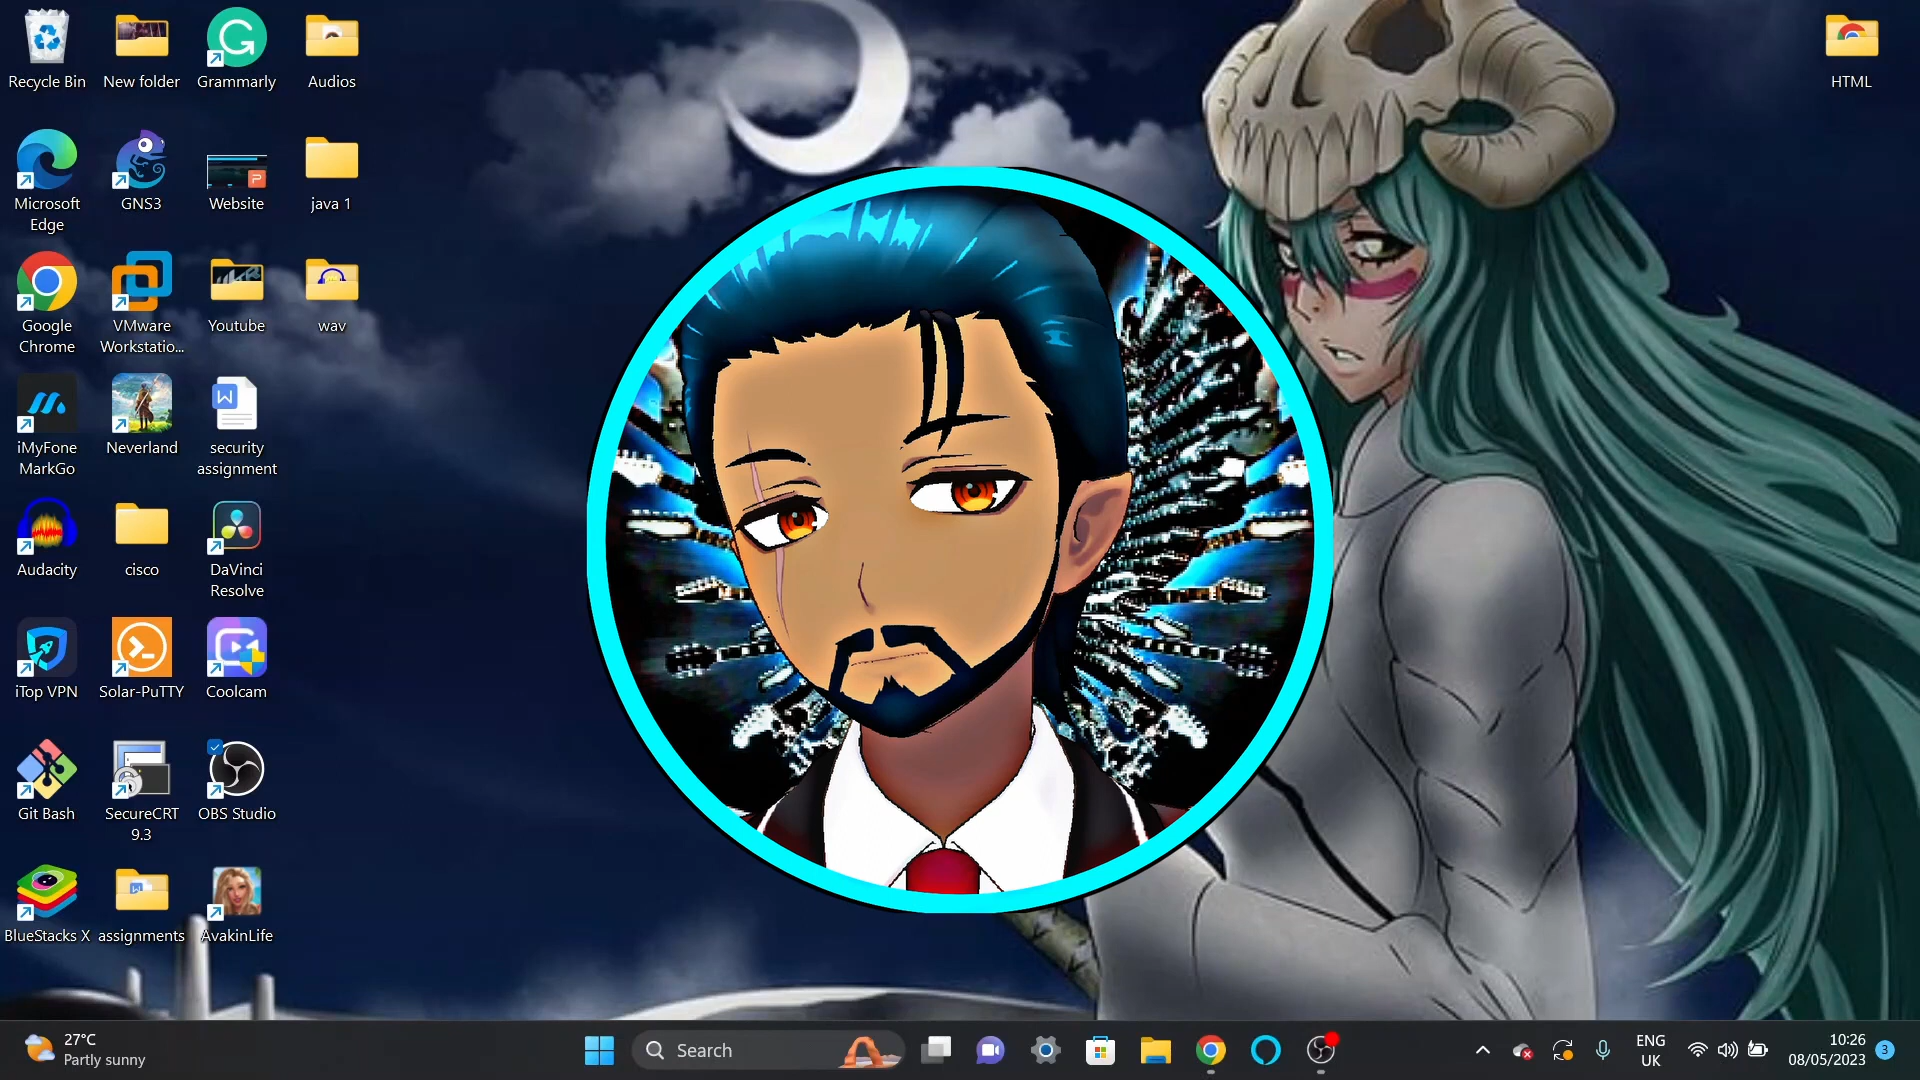 Recycle Bin
New folder
Grammarly
Audios
HTML
Microsoft
Edge
GNS3
Website
java 1
Google
Chrome
VMware
Workstatio...
Youtube
wav
iMyFone
MarkGo
Neverland
security
assignment
Audacity
cisco
DaVinci
Resolve
iTop VPN
Solar-PuTTY
Coolcam
Git Bash
SecureCRT
9.3
OBS Studio
BlueStacks X
assignments
AvakinLife
27°C
Partly sunny
Search
ENG
UK
10:26
08/05/2023
3